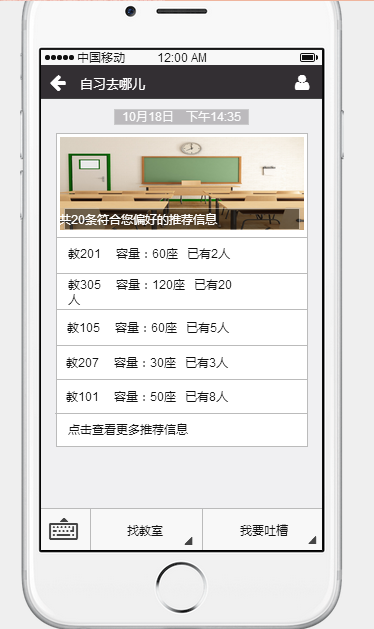 中国移动 12:00 AM
自习去哪儿
10月18日 下午14:35
共20条符合您偏好的推荐信息
教201 容量：60座 已有2人
教305 容量：120座 已有20
人
教105 容量：60座 已有5人
教207 容量：30座 已有3人
教101 容量：50座 已有8人
点击查看更多推荐信息
找教室 我要吐槽